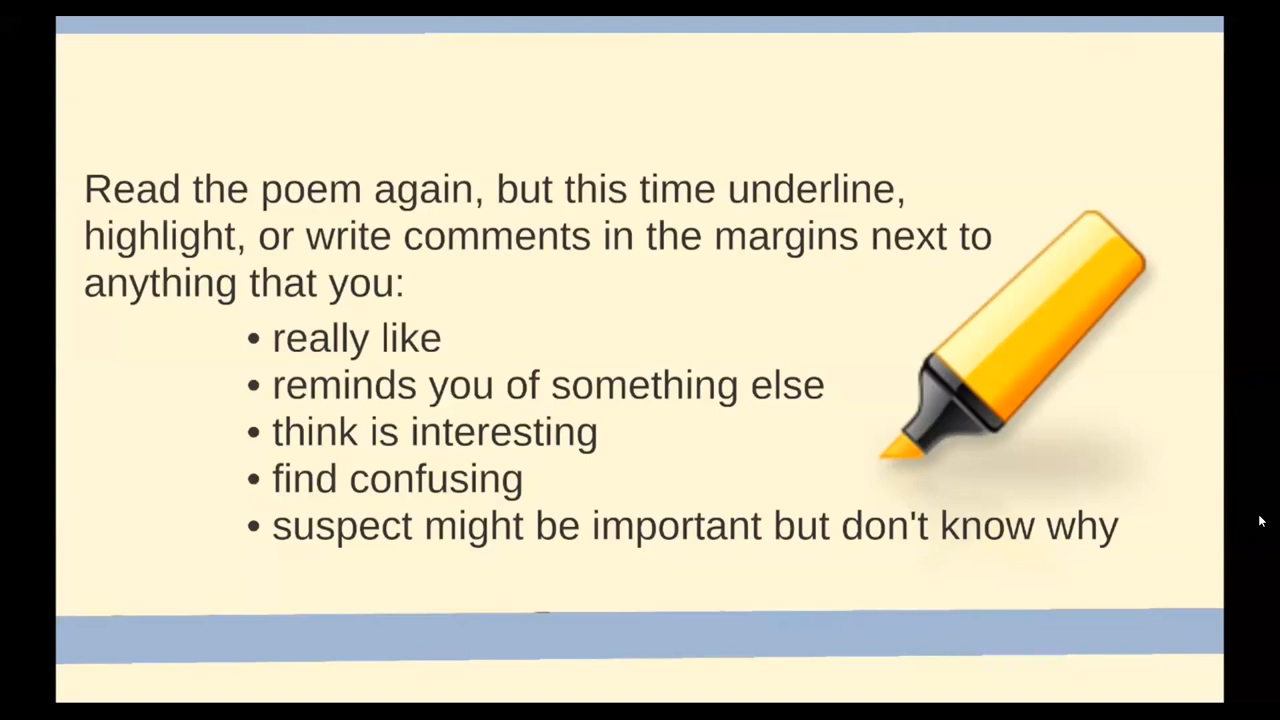 Read the poem again, but this time underline,
highlight, or write comments in the margins next to
anything that you:
• really like
• reminds you of something else
• think is interesting
• find confusing
• suspect might be important but don't know why